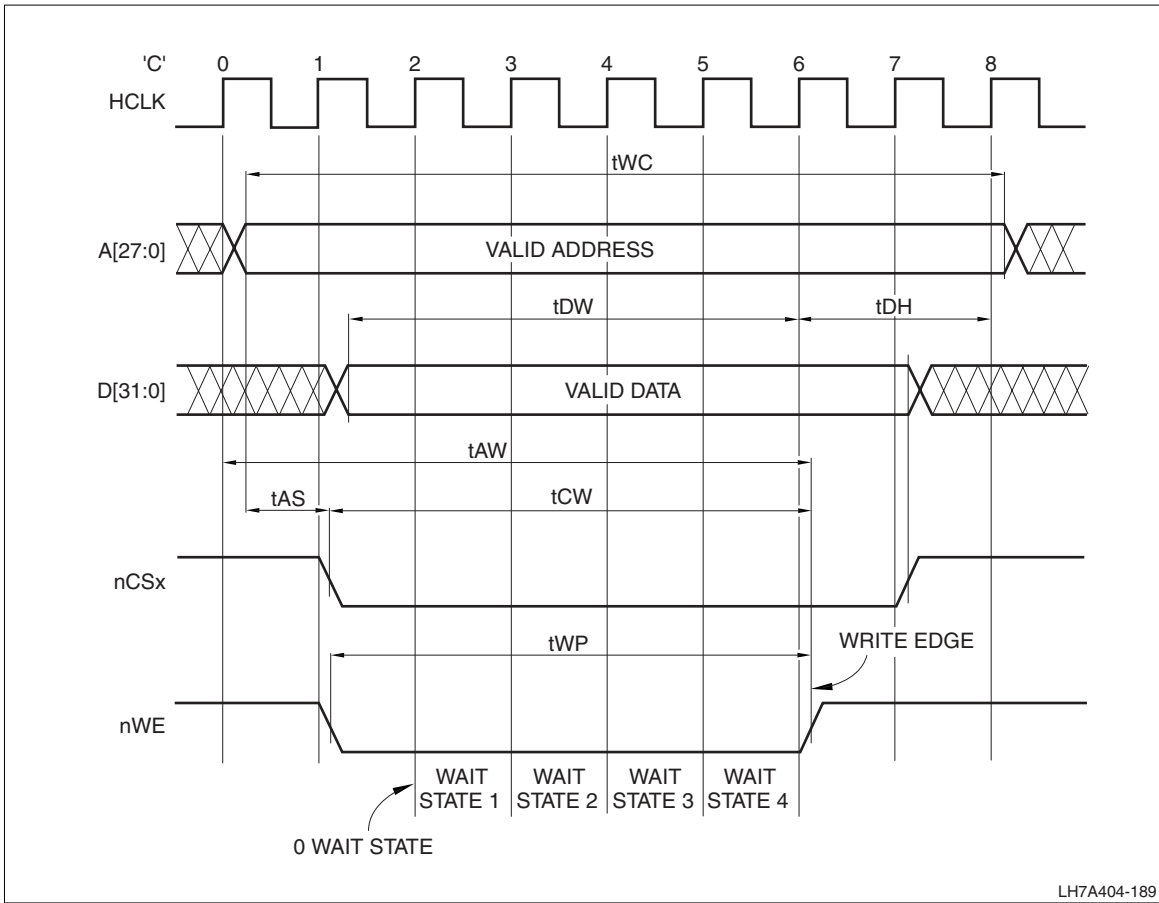 'C' 0 1 2 3 4 5 6 7 8
HCLK
tWC
A[27:0] VALID ADDRESS
tDW tDH
D[31:0] VALID DATA
tAW
tAS tCW
nCSx
tWP WRITE EDGE
nWE
WAIT STATE 1
WAIT STATE 2
WAIT STATE 3
WAIT STATE 4
0 WAIT STATE
LH7A404-189